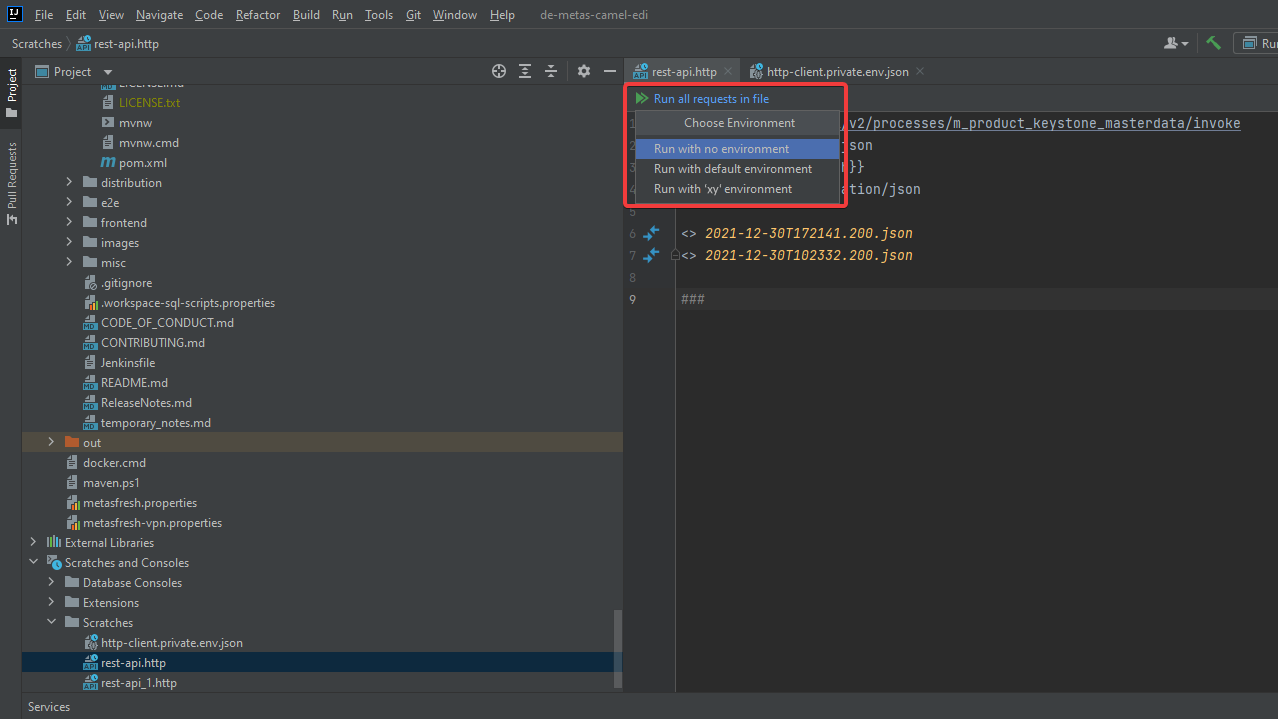 IJ File Edit View Navigate Code Refactor Build Run Tools Git Window Help de-metas-camel-edi
Scratches rest-api.http
Project
Pull Requests
Project
LICENSE.md
LICENSE.txt
mvnw
mvnw.cmd
pom.xml
distribution
e2e
frontend
images
misc
.gitignore
.workspace-sql-scripts.properties
CODE_OF_CONDUCT.md
CONTRIBUTING.md
Jenkinsfile
README.md
ReleaseNotes.md
temporary_notes.md
out
docker.cmd
maven.ps1
metasfresh.properties
metasfresh-vpn.properties
External Libraries
Scratches and Consoles
Database Consoles
Extensions
Scratches
http-client.private.env.json
rest-api.http
rest-api_1.http
rest-api.http http-client.private.env.json
Run all requests in file
Choose Environment
Run with no environment
Run with default environment
Run with 'xy' environment
1 /v2/processes/m_product_keystone_masterdata/invoke
2 json
3 }}
4 ation/json
5
6 <> 2021-12-30T172141.200.json
7 <> 2021-12-30T102332.200.json
8
9 ###
Services